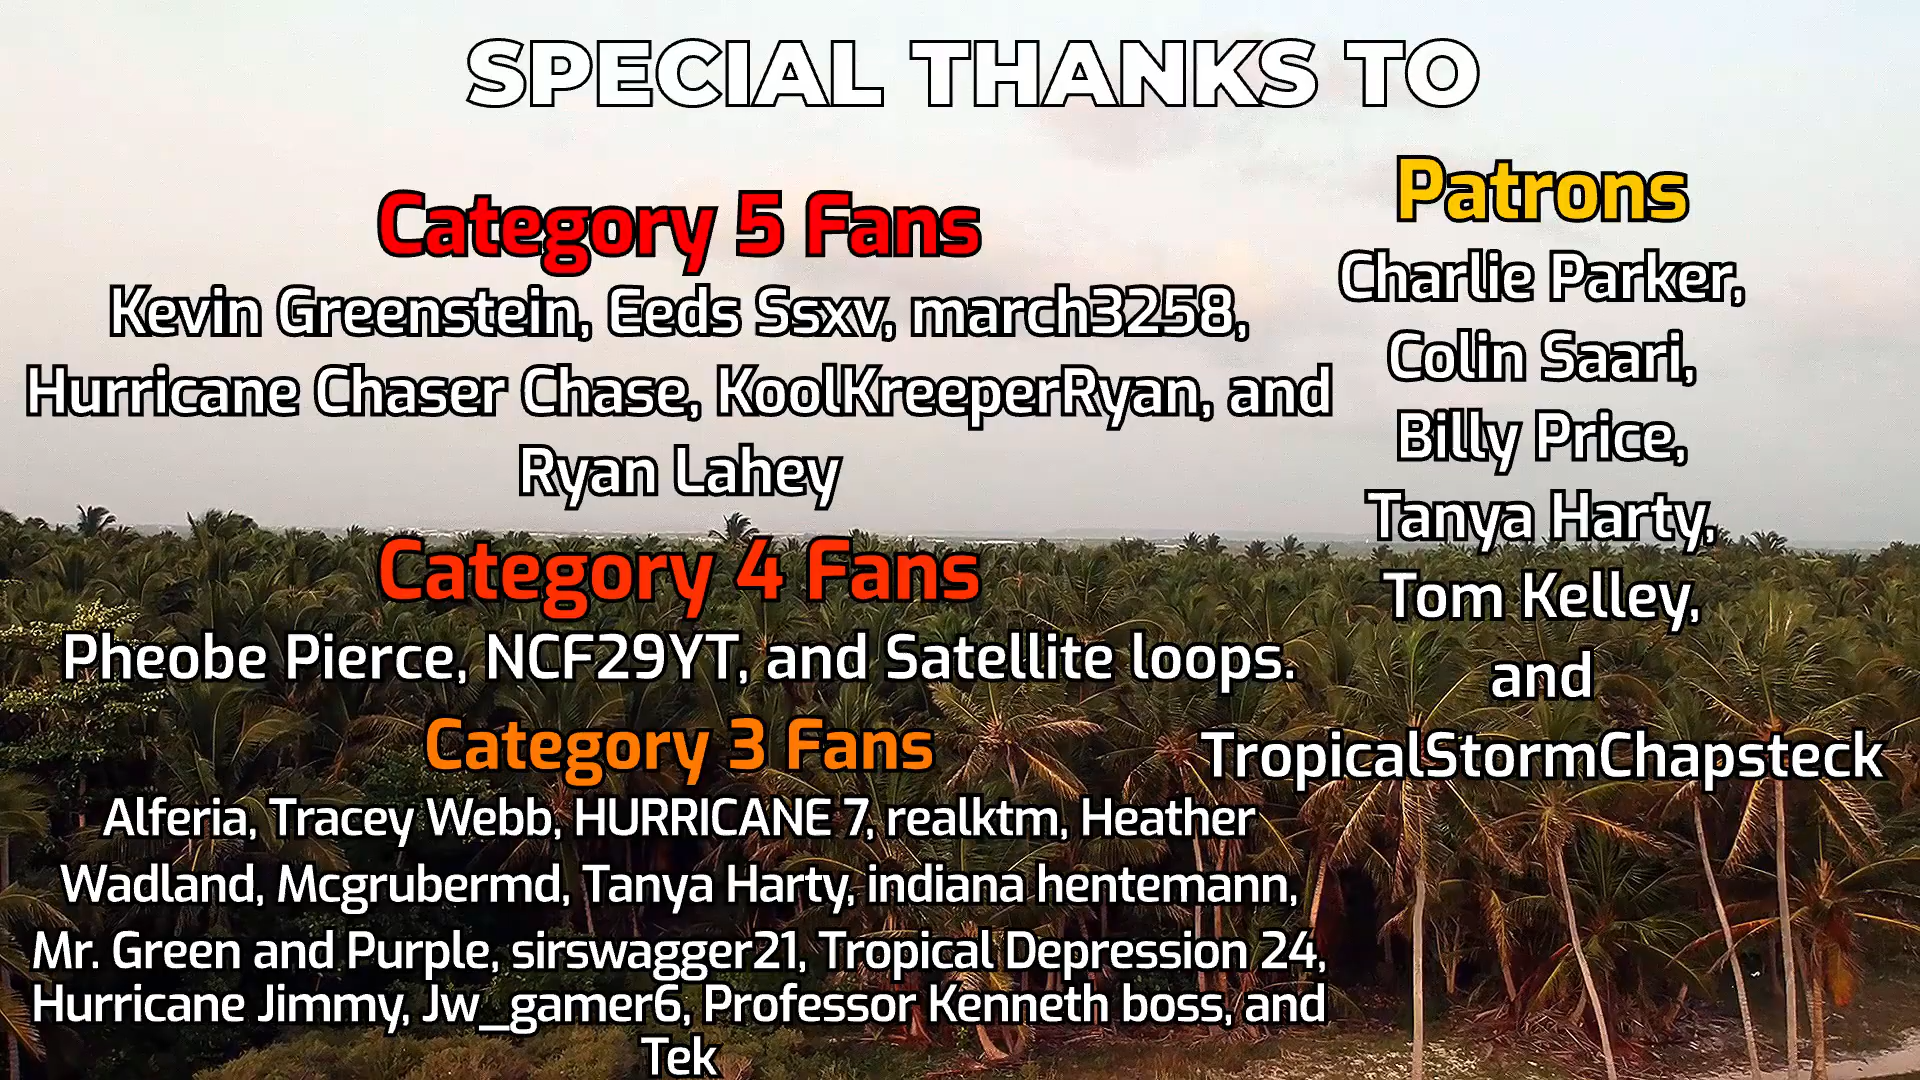 SPECIAL THANKS TO
Category 5 Fans
Kevin Greenstein, Eeds Ssxv, march3258,
Hurricane Chaser Chase, KoolKreeperRyan, and
Ryan Lahey
Category 4 Fans
Pheobe Pierce, NCF29YT, and Satellite loops.
Category 3 Fans
Alferia, Tracey Webb, HURRICANE 7, realktm, Heather
Wadland, Mcgrubermd, Tanya Harty, indiana hentemann,
Mr. Green and Purple, sirswagger21, Tropical Depression 24,
Hurricane Jimmy, Jw_gamer6, Professor Kenneth boss, and
Tek
Patrons
Charlie Parker,
Colin Saari,
Billy Price,
Tanya Harty,
Tom Kelley,
and
TropicalStormChapsteck